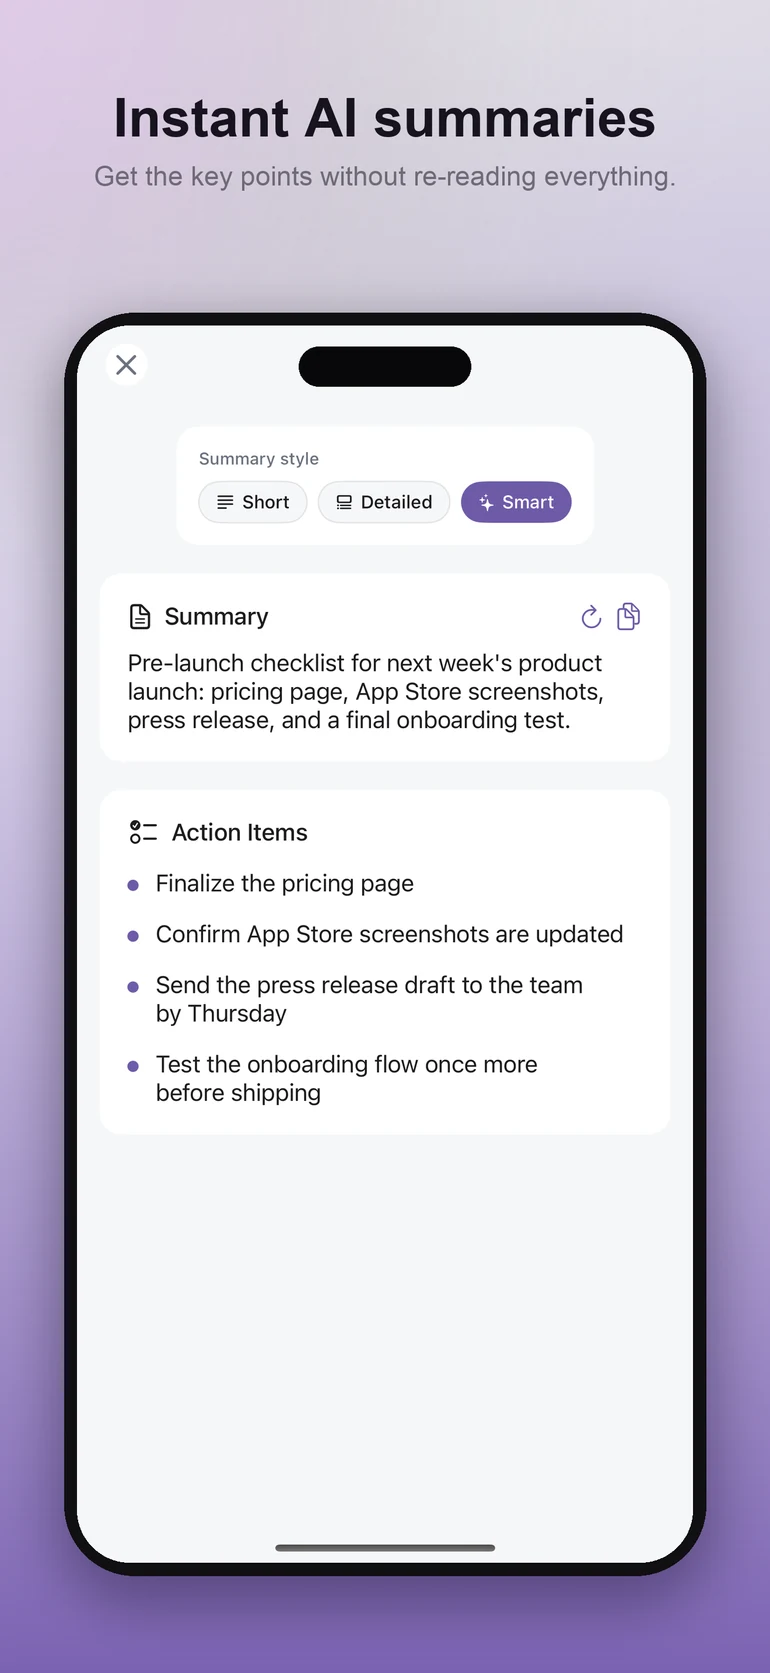 Instant AI summaries
Get the key points without re-reading everything.
Summary style
Short
Detailed
Smart
Summary
Pre-launch checklist for next week's product
launch: pricing page, App Store screenshots,
press release, and a final onboarding test.
Action Items
Finalize the pricing page
Confirm App Store screenshots are updated
Send the press release draft to the team
by Thursday
Test the onboarding flow once more
before shipping